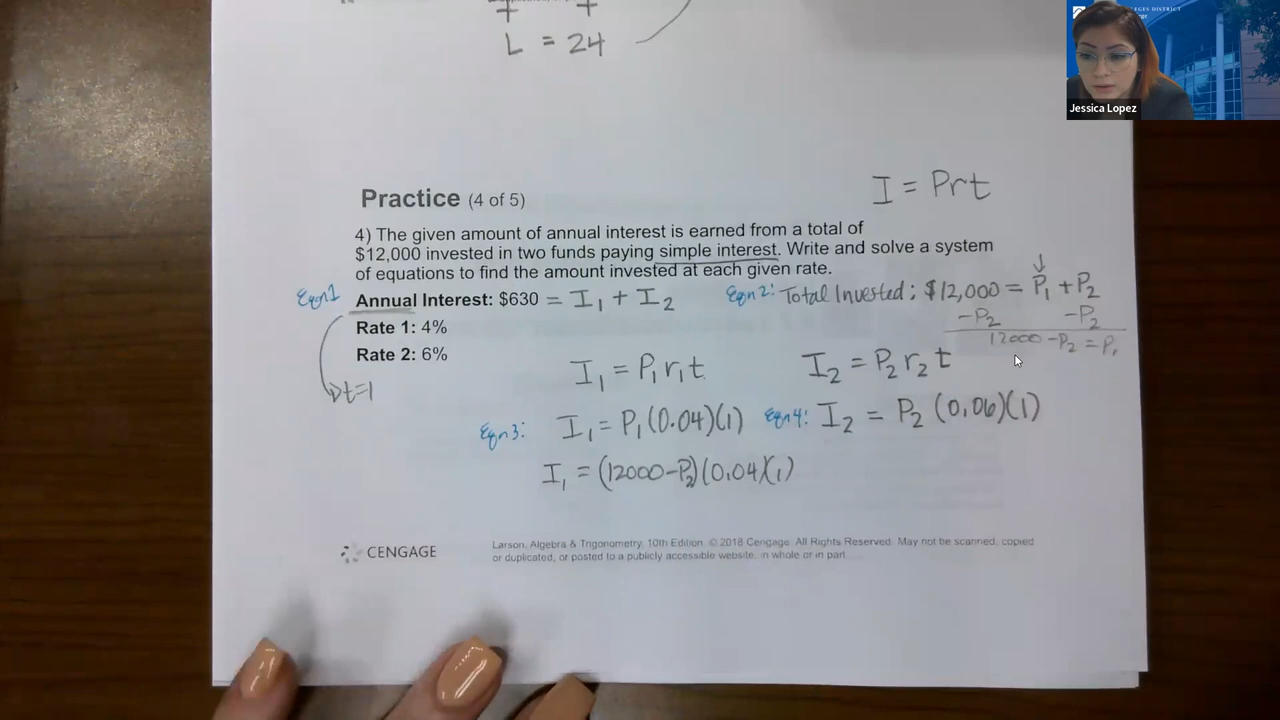 L = 24
Jessica Lopez
I = Prt
Practice (4 of 5)
4) The given amount of annual interest is earned from a total of
$12,000 invested in two funds paying simple interest. Write and solve a system
of equations to find the amount invested at each given rate.
Eqn1 Annual Interest: $630 = I₁ + I₂
Eqn2: Total Invested: $12,000 = P₁ + P₂
-P₂ -P₂
12000 - P₂ = P₁
Rate 1: 4%
Rate 2: 6%
t=1
I₁ = P₁r₁t
I₂ = P₂r₂t
Eqn3: I₁ = P₁(0.04)(1)
Eqn4: I₂ = P₂(0.06)(1)
I₁ = (12000-P₂)(0.04)(1)
CENGAGE
Larson, Algebra & Trigonometry, 10th Edition. © 2018 Cengage. All Rights Reserved. May not be scanned, copied
or duplicated, or posted to a publicly accessible website, in whole or in part.